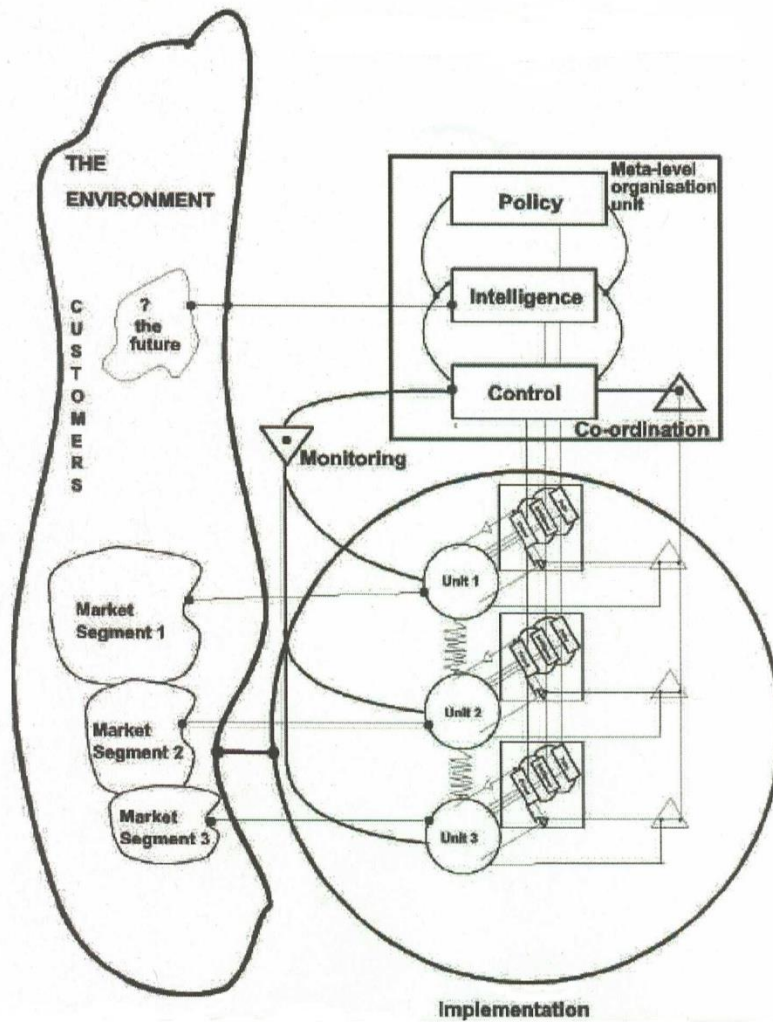 THE
ENVIRONMENT
CUSTOMERS
?
the
future
Market
Segment 1
Market
Segment 2
Market
Segment 3
Meta-level
organisation
unit
Policy
Intelligence
Control
Co-ordination
Monitoring
Unit 1
Unit 2
Unit 3
Implementation